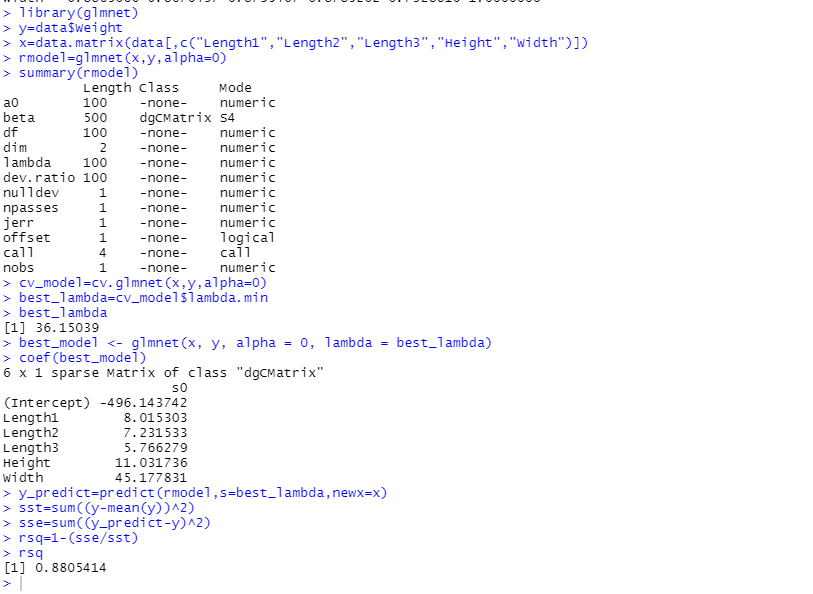 > library(glmnet)
> y=data$Weight
> x=data.matrix(data[,c("Length1","Length2","Length3","Height","Width")])
> rmodel=glmnet(x,y,alpha=0)
> summary(rmodel)
          Length Class     Mode
a0        100    -none-    numeric
beta      500    dgCMatrix S4
df        100    -none-    numeric
dim         2    -none-    numeric
lambda    100    -none-    numeric
dev.ratio 100    -none-    numeric
nulldev     1    -none-    numeric
npasses     1    -none-    numeric
jerr        1    -none-    numeric
offset      1    -none-    logical
call        4    -none-    call
nobs        1    -none-    numeric
> cv_model=cv.glmnet(x,y,alpha=0)
> best_lambda=cv_model$lambda.min
> best_lambda
[1] 36.15039
> best_model <- glmnet(x, y, alpha = 0, lambda = best_lambda)
> coef(best_model)
6 x 1 sparse Matrix of class "dgCMatrix"
                     s0
(Intercept) -496.143742
Length1        8.015303
Length2        7.231533
Length3        5.766279
Height        11.031736
Width         45.177831
> y_predict=predict(rmodel,s=best_lambda,newx=x)
> sst=sum((y-mean(y))^2)
> sse=sum((y_predict-y)^2)
> rsq=1-(sse/sst)
> rsq
[1] 0.8805414
>